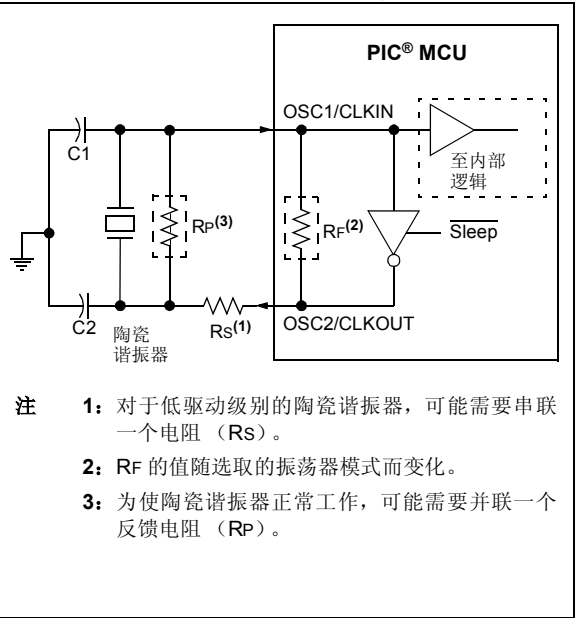 PIC® MCU
OSC1/CLKIN
C1
至内部
逻辑
RP(3)
RF(2)
Sleep
C2
陶瓷
谐振器
RS(1)
OSC2/CLKOUT
注 1：对于低驱动级别的陶瓷谐振器，可能需要串联
一个电阻 （RS）。
2：RF 的值随选取的振荡器模式而变化。
3：为使陶瓷谐振器正常工作，可能需要并联一个
反馈电阻 （RP）。